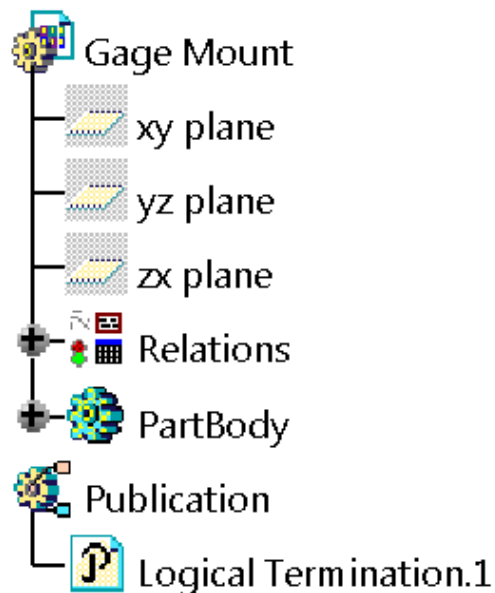 Gage Mount
xy plane
yz plane
zx plane
Relations
PartBody
Publication
Logical Termination.1